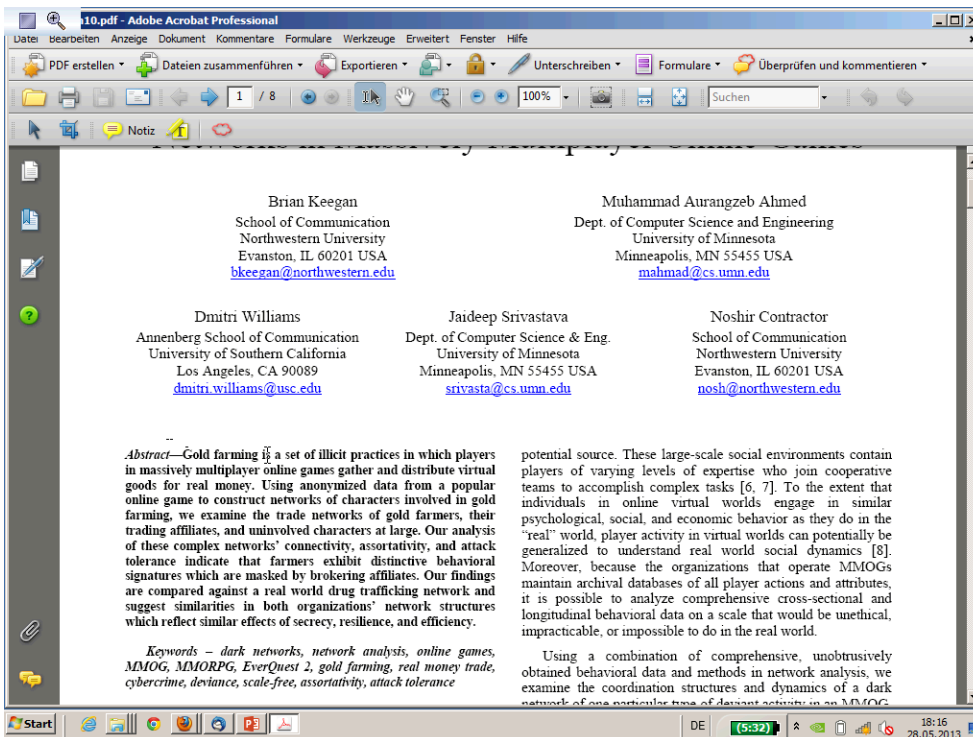 10.pdf - Adobe Acrobat Professional
Datei Bearbeiten Anzeige Dokument Kommentare Formulare Werkzeuge Erweitert Fenster Hilfe
PDF erstellen Dateien zusammenführen Exportieren Unterschreiben Formulare Überprüfen und kommentieren
1 / 8 100% Suchen
Notiz
Networks in Massively Multiplayer Online Games
Brian Keegan
School of Communication
Northwestern University
Evanston, IL 60201 USA
bkeegan@northwestern.edu
Muhammad Aurangzeb Ahmed
Dept. of Computer Science and Engineering
University of Minnesota
Minneapolis, MN 55455 USA
mahmad@cs.umn.edu
Dmitri Williams
Annenberg School of Communication
University of Southern California
Los Angeles, CA 90089
dmitri.williams@usc.edu
Jaideep Srivastava
Dept. of Computer Science & Eng.
University of Minnesota
Minneapolis, MN 55455 USA
srivasta@cs.umn.edu
Noshir Contractor
School of Communication
Northwestern University
Evanston, IL 60201 USA
nosh@northwestern.edu
Abstract—Gold farming is a set of illicit practices in which players
in massively multiplayer online games gather and distribute virtual
goods for real money. Using anonymized data from a popular
online game to construct networks of characters involved in gold
farming, we examine the trade networks of gold farmers, their
trading affiliates, and uninvolved characters at large. Our analysis
of these complex networks' connectivity, assortativity, and attack
tolerance indicate that farmers exhibit distinctive behavioral
signatures which are masked by brokering affiliates. Our findings
are compared against a real world drug trafficking network and
suggest similarities in both organizations' network structures
which reflect similar effects of secrecy, resilience, and efficiency.
Keywords – dark networks, network analysis, online games,
MMOG, MMORPG, EverQuest 2, gold farming, real money trade,
cybercrime, deviance, scale-free, assortativity, attack tolerance
potential source. These large-scale social environments contain
players of varying levels of expertise who join cooperative
teams to accomplish complex tasks [6, 7]. To the extent that
individuals in online virtual worlds engage in similar
psychological, social, and economic behavior as they do in the
“real” world, player activity in virtual worlds can potentially be
generalized to understand real world social dynamics [8].
Moreover, because the organizations that operate MMOGs
maintain archival databases of all player actions and attributes,
it is possible to analyze comprehensive cross-sectional and
longitudinal behavioral data on a scale that would be unethical,
impracticable, or impossible to do in the real world.
Using a combination of comprehensive, unobtrusively
obtained behavioral data and methods in network analysis, we
examine the coordination structures and dynamics of a dark
network of one particular type of deviant activity in an MMOG
Start DE (5:32) 18:16
28.05.2013